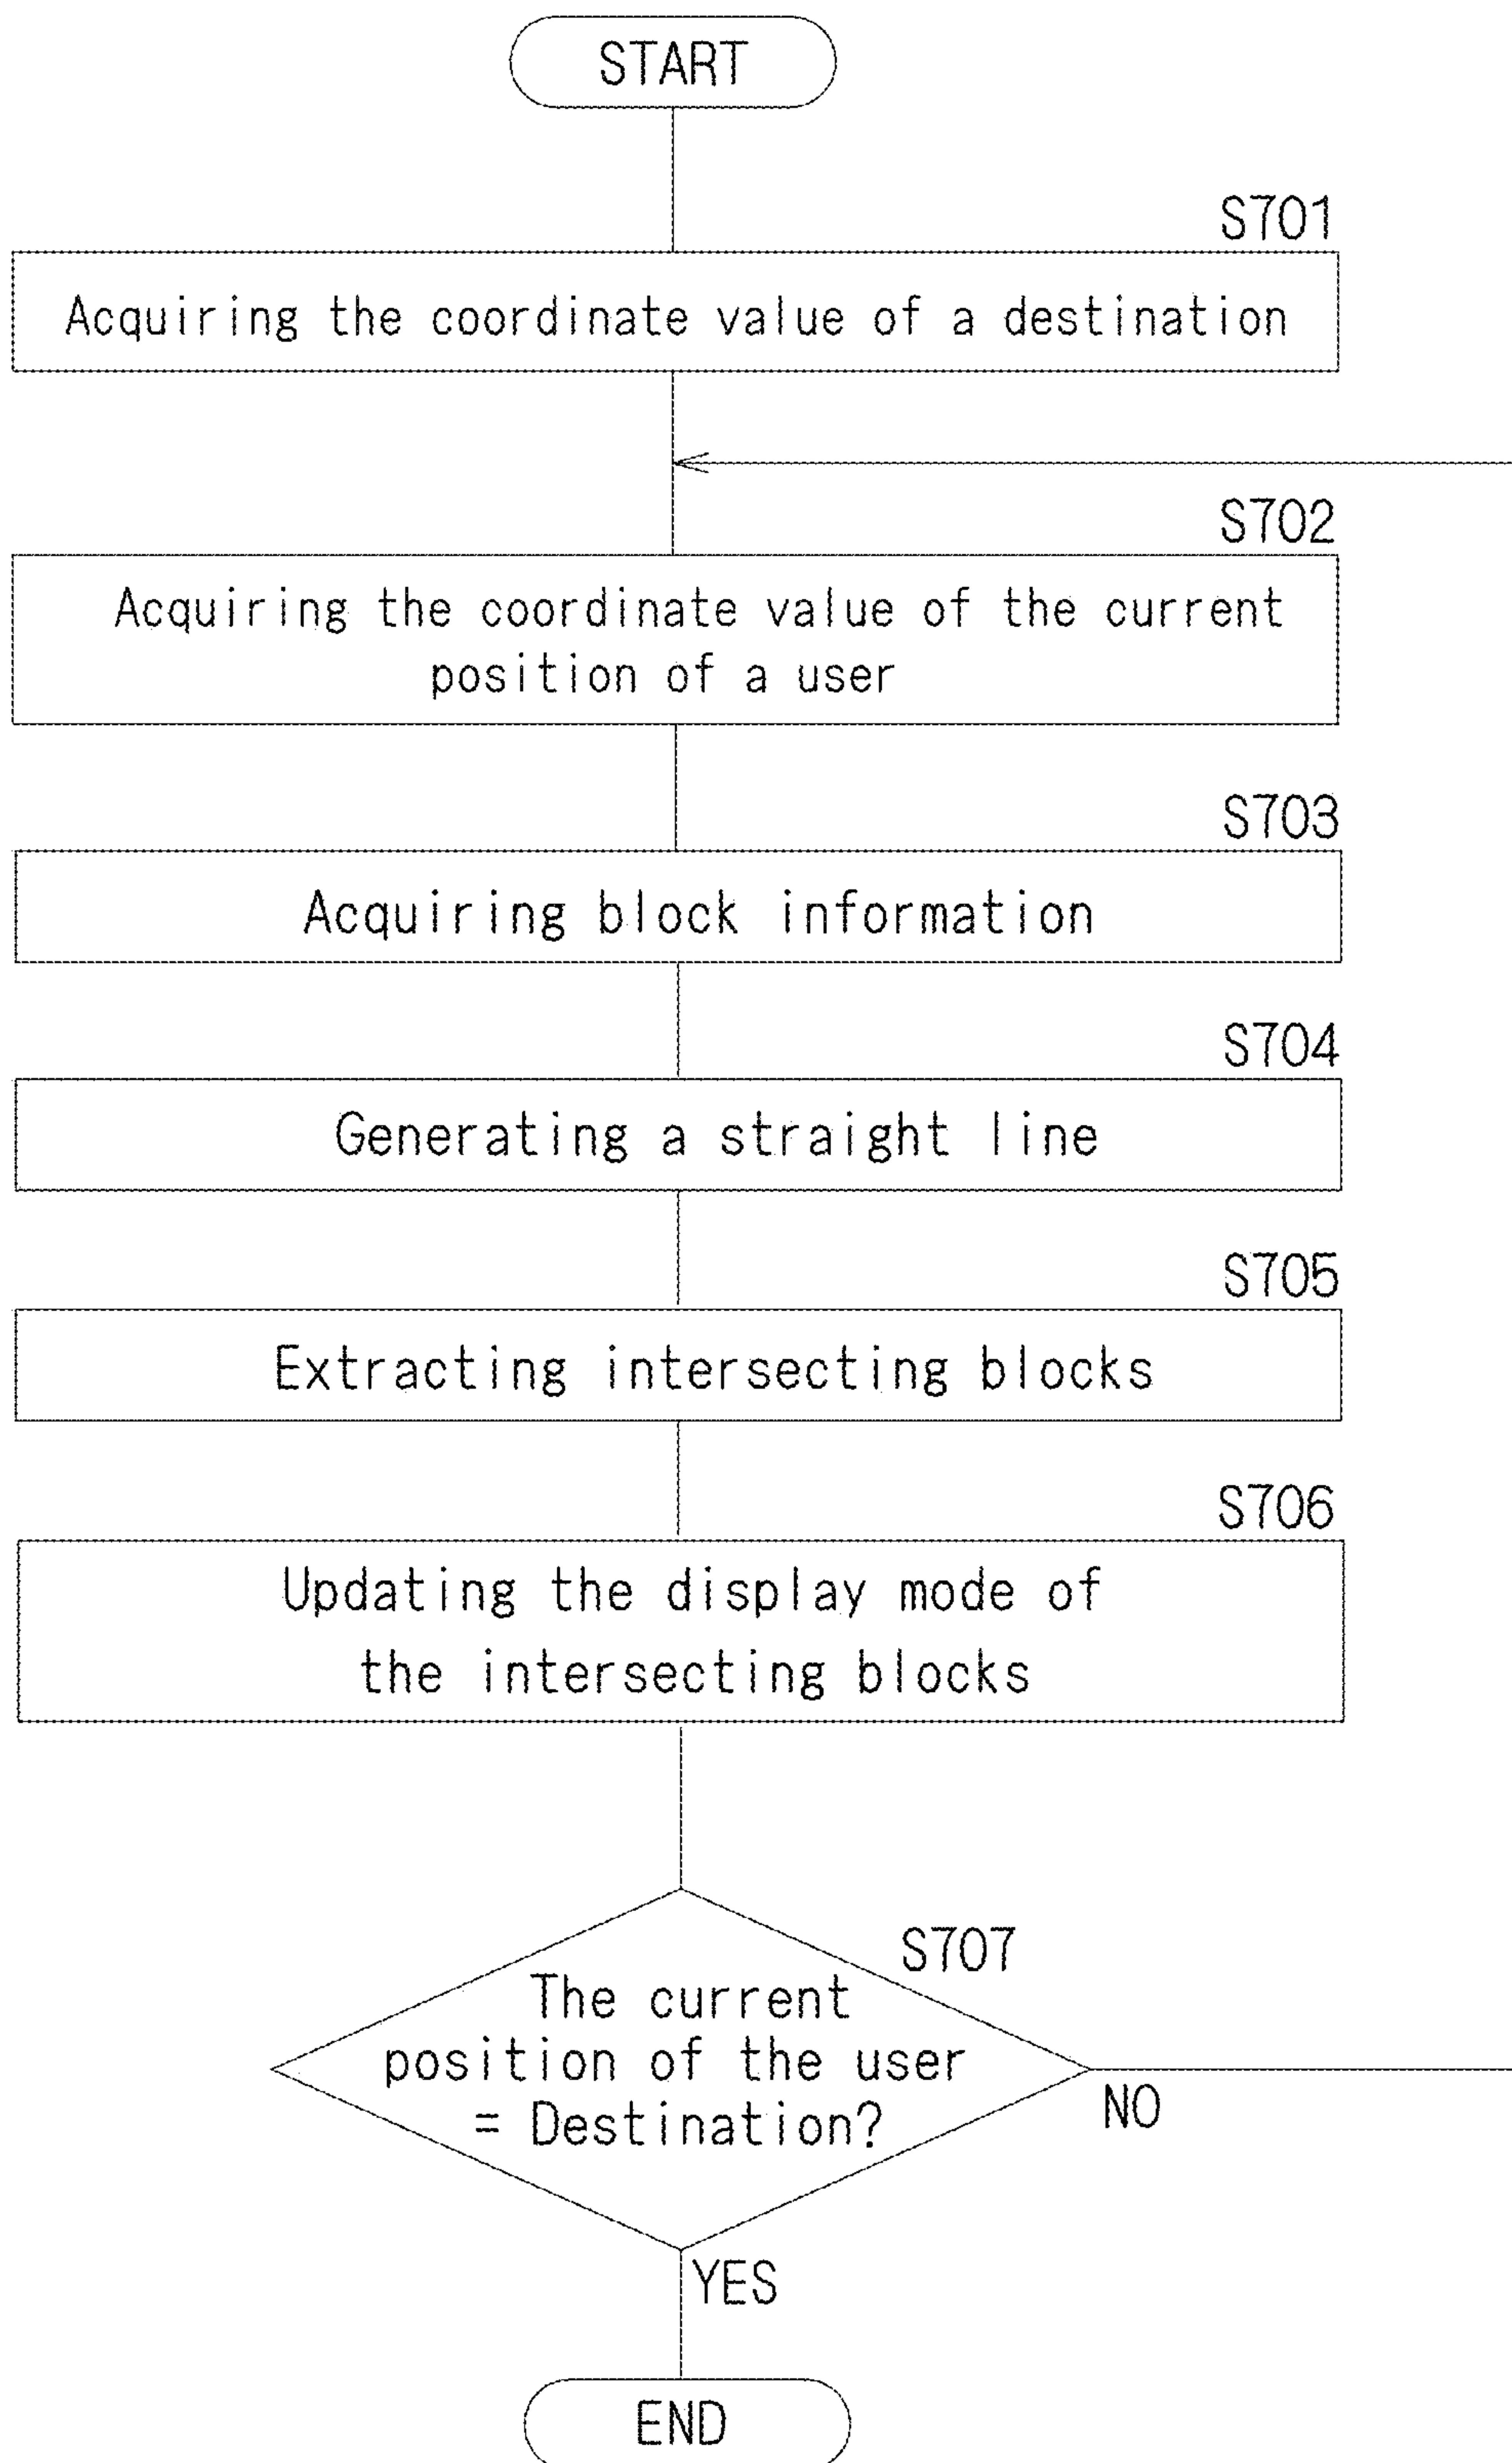 START
S701
Acquiring the coordinate value of a destination
S702
Acquiring the coordinate value of the current
position of a user
S703
Acquiring block information
S704
Generating a straight line
S705
Extracting intersecting blocks
S706
Updating the display mode of
the intersecting blocks
S707
The current
position of the user
= Destination?
NO
YES
END